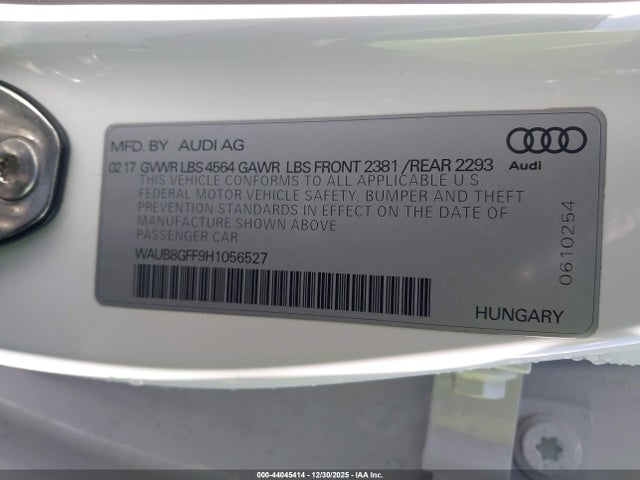 MFD. BY AUDI AG
Audi
02 17 GVWR LBS 4564 GAWR LBS FRONT 2381 /REAR 2293
THIS VEHICLE CONFORMS TO ALL APPLICABLE U.S.
FEDERAL MOTOR VEHICLE SAFETY, BUMPER AND THEFT
PREVENTION STANDARDS IN EFFECT ON THE DATE OF
MANUFACTURE SHOWN ABOVE
PASSENGER CAR
WAUB8GFF9H1056527
0610254
HUNGARY
000-44045414 - 12/30/2025 - IAA Inc.